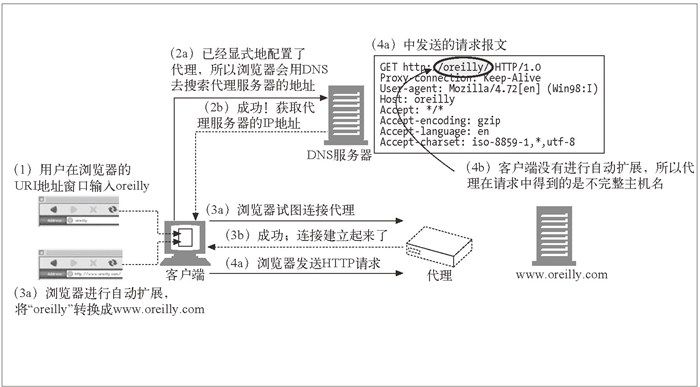 (2a) 已经显式地配置了
代理，所以浏览器会用DNS
去搜索代理服务器的地址
(2b) 成功！获取代
理服务器的IP地址
DNS服务器
(4a) 中发送的请求报文
GET http://oreilly/ HTTP/1.0
Proxy-connection: Keep-Alive
User-agent: Mozilla/4.72[en] (Win98:I)
Host: oreilly
Accept: */*
Accept-encoding: gzip
Accept-language: en
Accept-charset: iso-8859-1,*,utf-8
(4b) 客户端没有进行自动扩展，所以代
理在请求中得到的是不完整主机名
(1) 用户在浏览器的
URI地址窗口输入oreilly
Address
oreilly
Address
http://www.oreilly.com/
(3a) 浏览器进行自动扩展，
将“oreilly”转换成www.oreilly.com
客户端
(3a) 浏览器试图连接代理
(3b) 成功；连接建立起来了
(4a) 浏览器发送HTTP请求
代理
www.oreilly.com